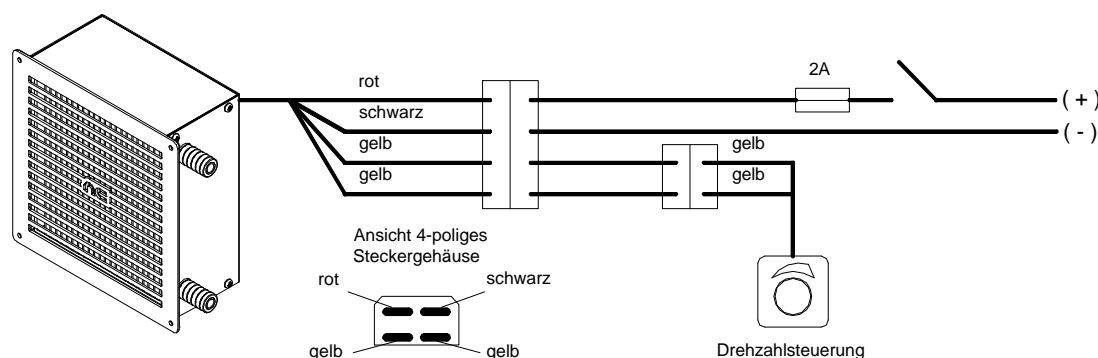 rot
2A
( + )
schwarz
( - )
gelb
gelb
gelb
gelb
Ansicht 4-poliges
Steckergehäuse
rot
schwarz
gelb
gelb
Drehzahlsteuerung